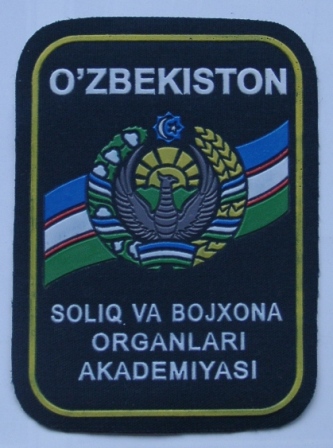 O'ZBEKISTON
SOLIQ VA BOJXONA
ORGANLARI
AKADEMIYASI